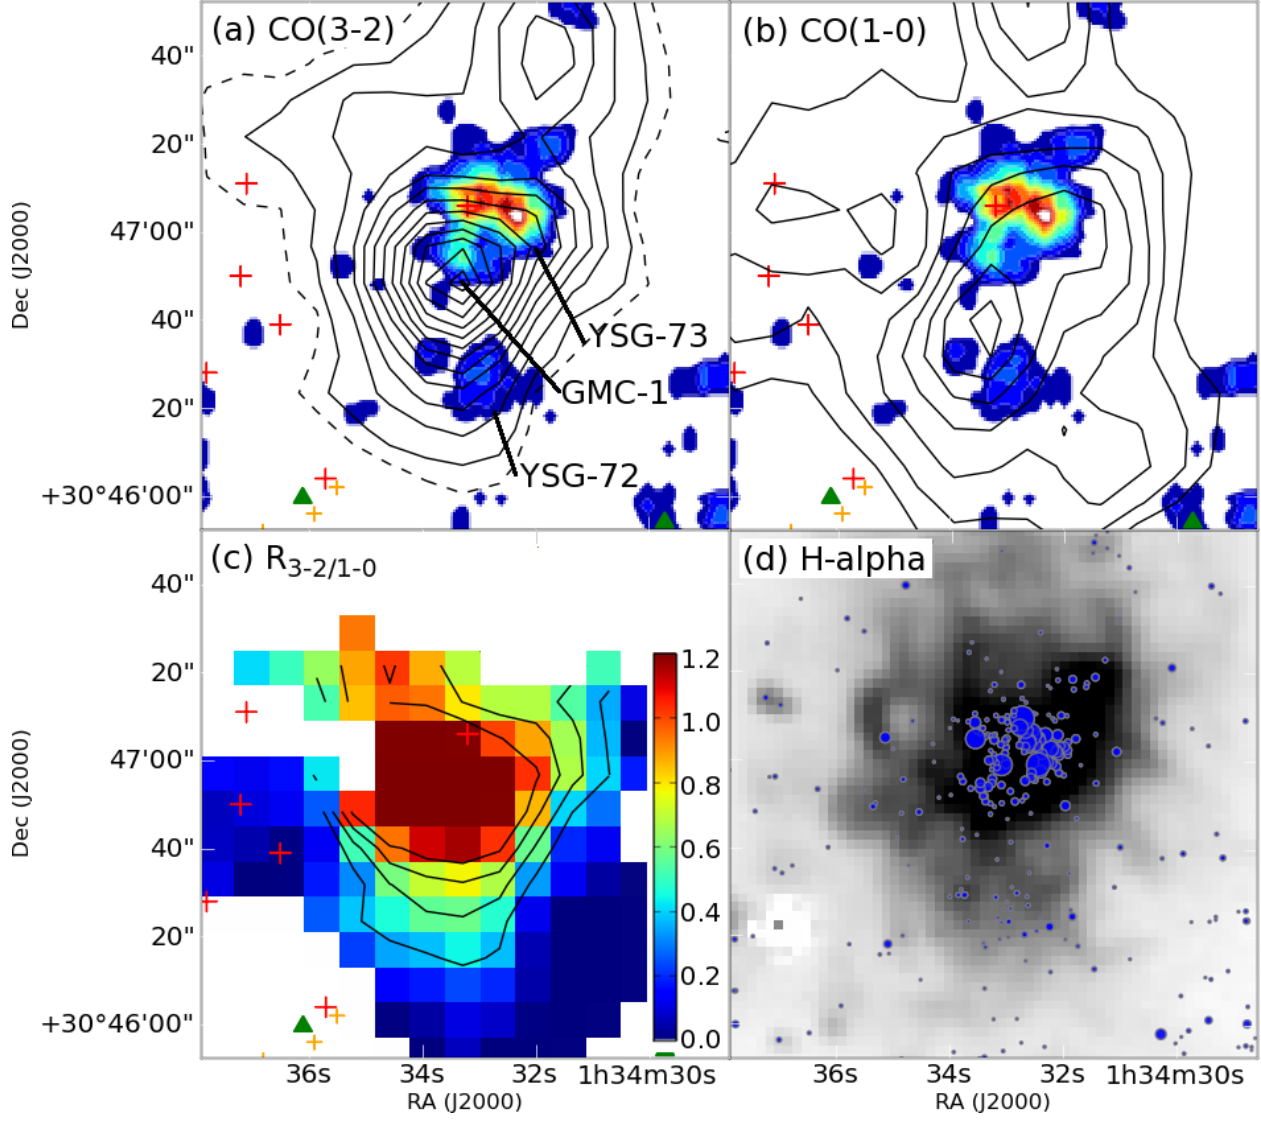 (a) CO(3-2)
(b) CO(1-0)
40"
20"
47'00"
40"
20"
+30°46'00"
Dec (J2000)
YSG-73
GMC-1
YSG-72
(c) R3-2/1-0
(d) H-alpha
40"
20"
47'00"
40"
20"
+30°46'00"
Dec (J2000)
1.2
1.0
0.8
0.6
0.4
0.2
0.0
36s 34s 32s 1h34m30s
RA (J2000)
36s 34s 32s 1h34m30s
RA (J2000)